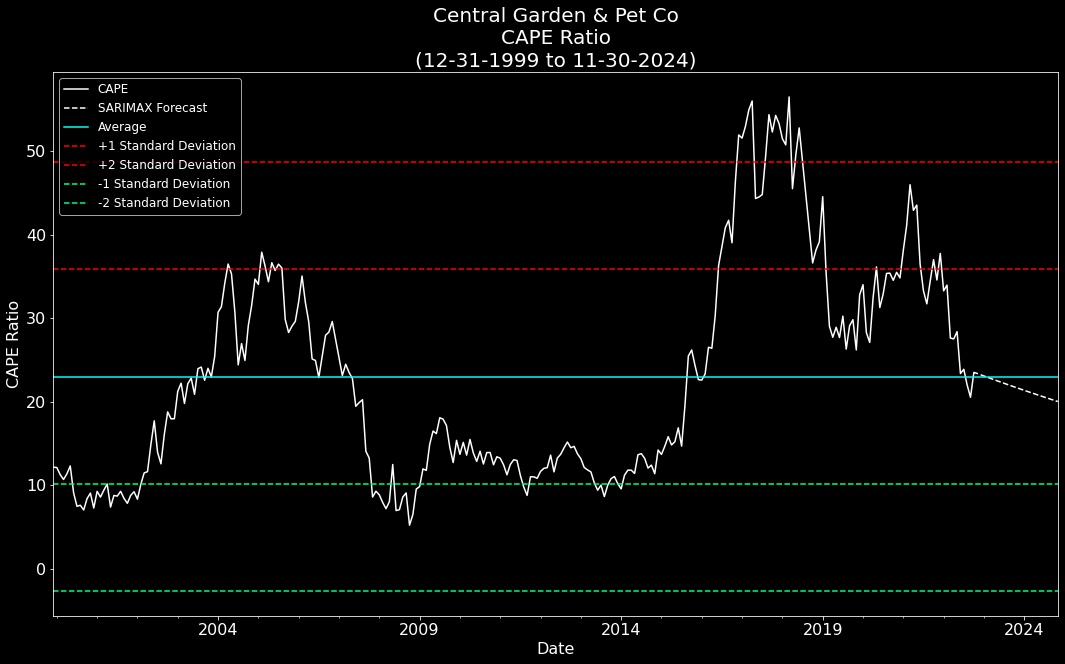 Central Garden & Pet Co
CAPE Ratio
(12-31-1999 to 11-30-2024)
CAPE
SARIMAX Forecast
Average
+1 Standard Deviation
+2 Standard Deviation
-1 Standard Deviation
-2 Standard Deviation
CAPE Ratio
50
40
30
20
10
0
2004
2009
2014
2019
2024
Date